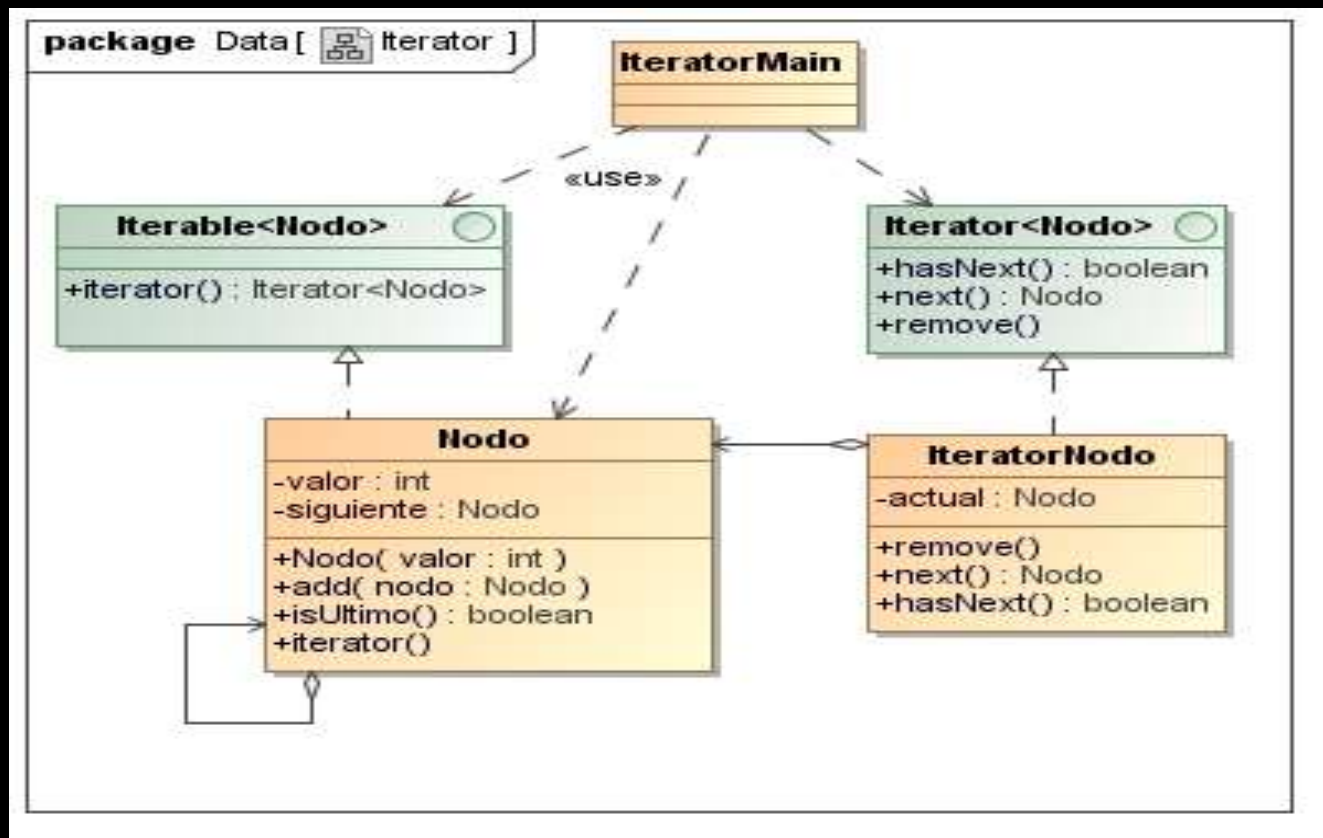 package Data[ Iterator ]
IteratorMain
«use»
Iterable<Nodo>
+iterator() : Iterator<Nodo>
Iterator<Nodo>
+hasNext() : boolean
+next() : Nodo
+remove()
Nodo
-valor : int
-siguiente : Nodo
+Nodo( valor : int )
+add( nodo : Nodo )
+isUltimo() : boolean
+iterator()
IteratorNodo
-actual : Nodo
+remove()
+next() : Nodo
+hasNext() : boolean